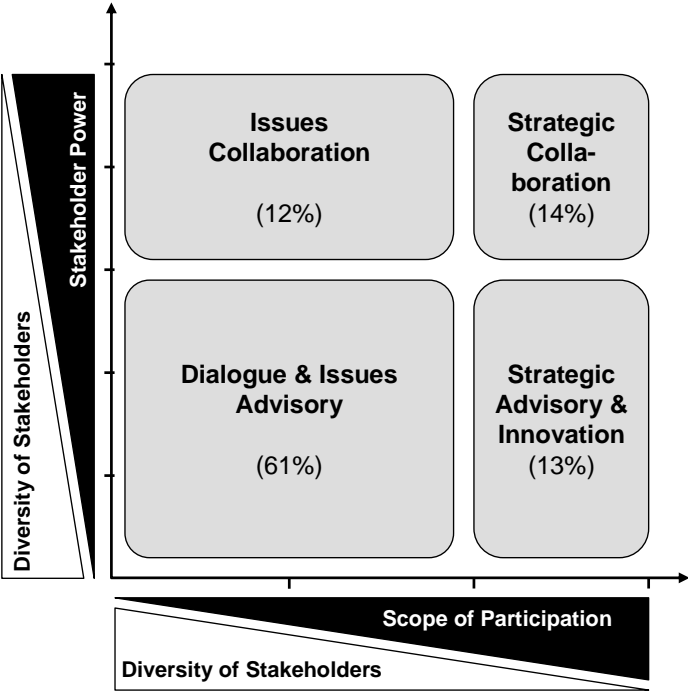 Stakeholder Power
Diversity of Stakeholders
Issues
Collaboration
(12%)
Strategic
Colla-
boration
(14%)
Dialogue & Issues
Advisory
(61%)
Strategic
Advisory &
Innovation
(13%)
Scope of Participation
Diversity of Stakeholders